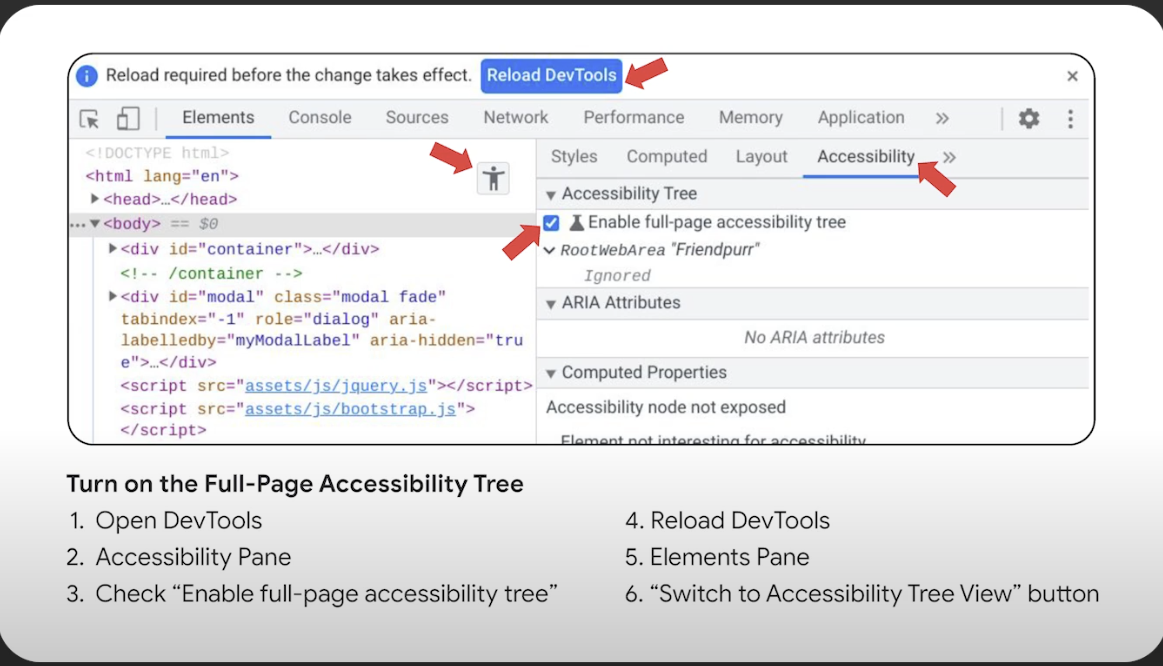 Reload required before the change takes effect. Reload DevTools
Elements Console Sources Network Performance Memory Application »
<!DOCTYPE html>
<html lang="en">
▶<head>…</head>
…▼<body> == $0
▶<div id="container">…</div>
<!-- /container -->
▶<div id="modal" class="modal fade"
tabindex="-1" role="dialog" aria-
labelledby="myModalLabel" aria-hidden="tru
e">…</div>
<script src="assets/js/jquery.js"></script>
<script src="assets/js/bootstrap.js">
</script>
Styles Computed Layout Accessibility »
▼ Accessibility Tree
Enable full-page accessibility tree
RootWebArea "Friendpurr"
Ignored
▼ ARIA Attributes
No ARIA attributes
▼ Computed Properties
Accessibility node not exposed
Element not interesting for accessibility.
Turn on the Full-Page Accessibility Tree
1. Open DevTools
2. Accessibility Pane
3. Check “Enable full-page accessibility tree”
4. Reload DevTools
5. Elements Pane
6. “Switch to Accessibility Tree View” button